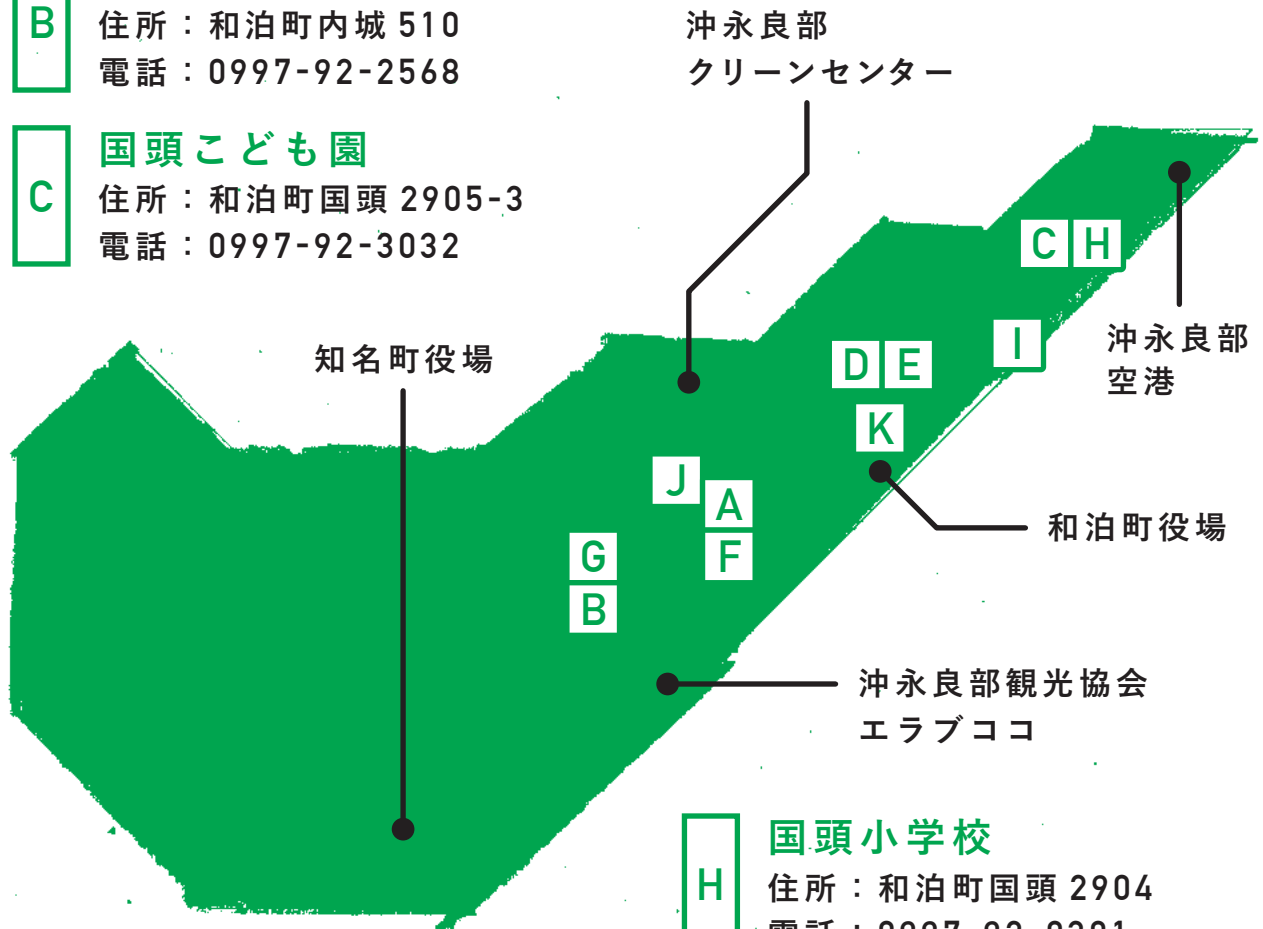 B
住所：和泊町内城 510
電話：0997-92-2568
C
国頭こども園
住所：和泊町国頭 2905-3
電話：0997-92-3032
沖永良部
クリーンセンター
知名町役場
C H
I
沖永良部
空港
D E
K
J
A
G
F
B
和泊町役場
沖永良部観光協会
エラブココ
H
国頭小学校
住所：和泊町国頭 2904